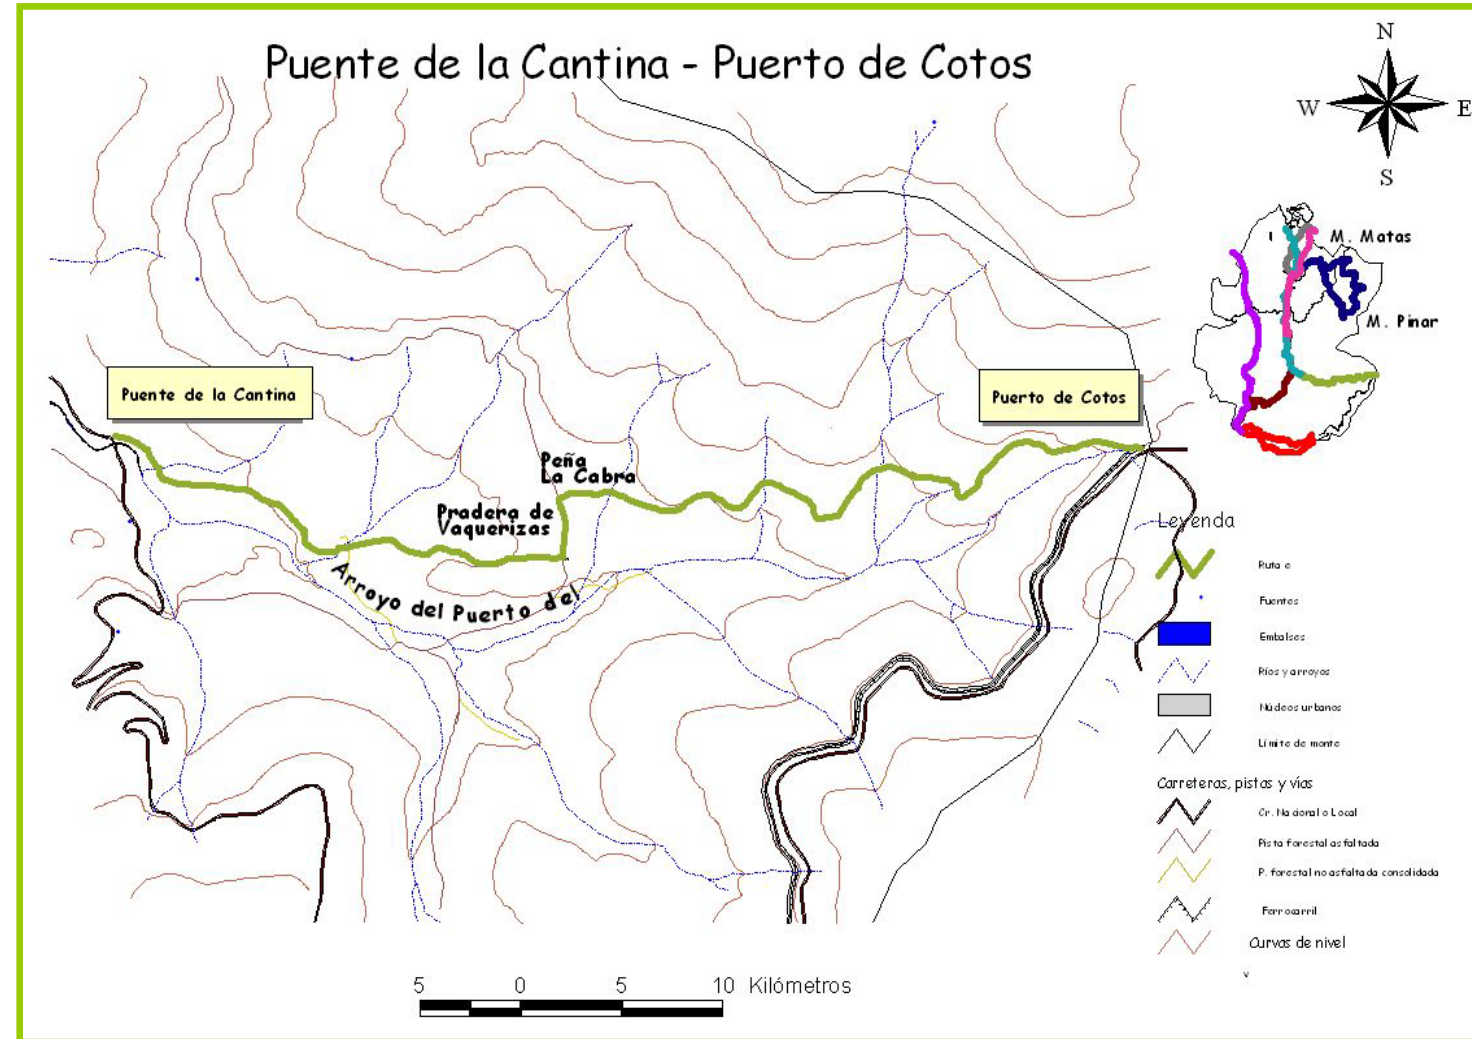 Puente de la Cantina - Puerto de Cotos
N
W
E
S
M. Matas
M. Pinar
Puente de la Cantina
Puerto de Cotos
Peña
La Cabra
Pradera de
Vaquerizas
Arroyo del Puerto del
Leyenda
Ruta e
Fuentes
Embalses
Ríos y arroyos
Núcleos urbanos
Límite de monte
Carreteras, pistas y vías
Cr. Nacional o Local
Pista forestal asfaltada
P. forestal no asfaltada consolidada
Ferrocarril
Curvas de nivel
v
5 0 5 10 Kilómetros